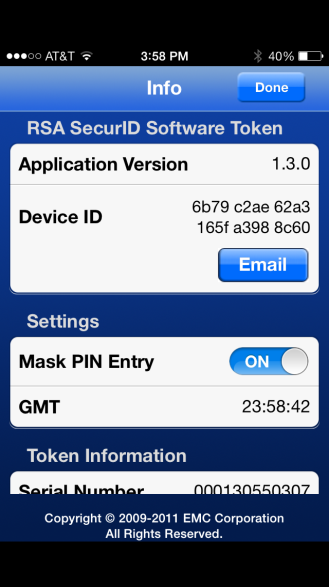 AT&T 3:58 PM 40%
Info Done
RSA SecurID Software Token
Application Version 1.3.0
Device ID 6b79 c2ae 62a3
165f a398 8c60
Email
Settings
Mask PIN Entry ON
GMT 23:58:42
Token Information
Serial Number 000130550307
Copyright © 2009-2011 EMC Corporation
All Rights Reserved.